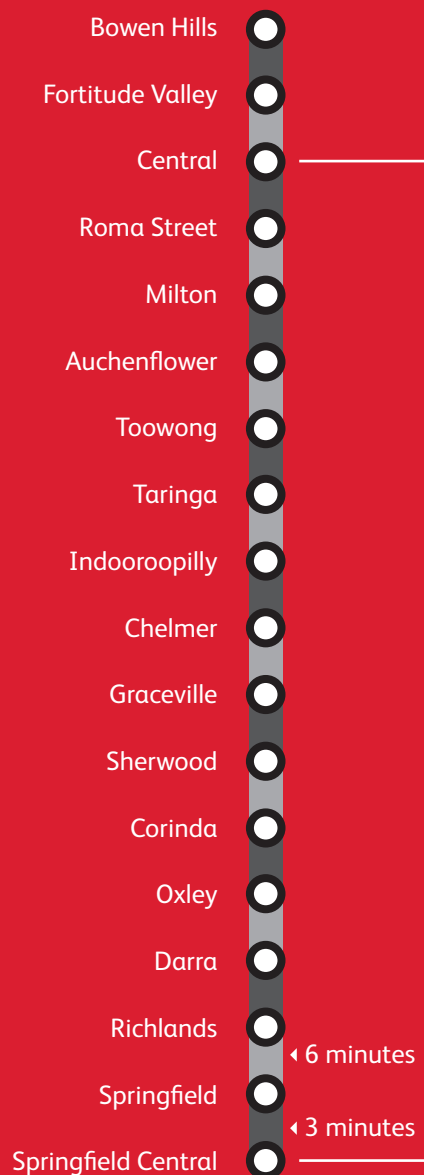 Bowen Hills
Fortitude Valley
Central
Roma Street
Milton
Auchenflower
Toowong
Taringa
Indooroopilly
Chelmer
Graceville
Sherwood
Corinda
Oxley
Darra
Richlands
6 minutes
Springfield
3 minutes
Springfield Central